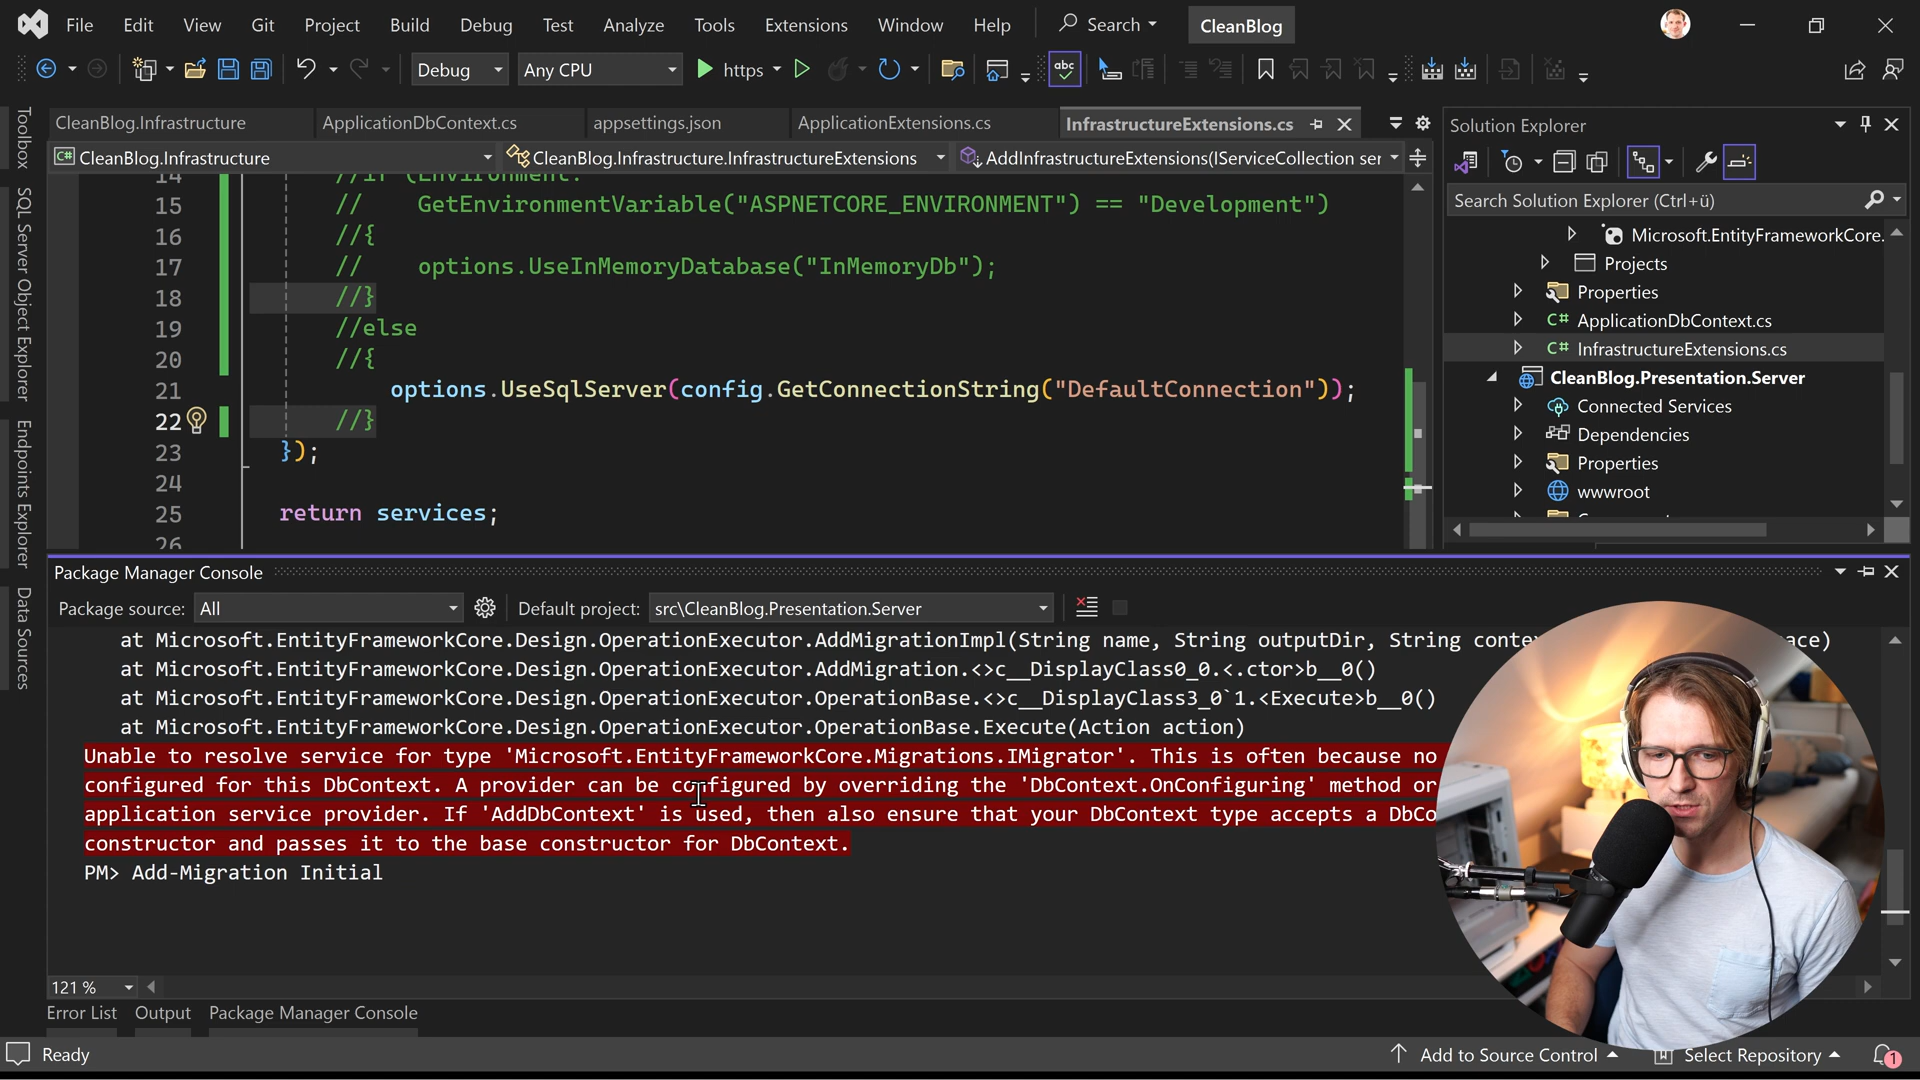 File Edit View Git Project Build Debug Test Analyze Tools Extensions Window Help Search CleanBlog
Debug Any CPU https abc
CleanBlog.Infrastructure ApplicationDbContext.cs appsettings.json ApplicationExtensions.cs InfrastructureExtensions.cs
C# CleanBlog.Infrastructure CleanBlog.Infrastructure.InfrastructureExtensions AddInfrastructureExtensions(IServiceCollection ser
Toolbox
SQL Server Object Explorer
Endpoints Explorer
Data Sources
14 //if (Environment.
15 // GetEnvironmentVariable("ASPNETCORE_ENVIRONMENT") == "Development")
16 //{
17 // options.UseInMemoryDatabase("InMemoryDb");
18 //}
19 //else
20 //{
21 options.UseSqlServer(config.GetConnectionString("DefaultConnection"));
22 //}
23 });
24
25 return services;
26
Solution Explorer
Search Solution Explorer (Ctrl+ü)
Microsoft.EntityFrameworkCore.
Projects
Properties
C# ApplicationDbContext.cs
C# InfrastructureExtensions.cs
CleanBlog.Presentation.Server
Connected Services
Dependencies
Properties
wwwroot
Package Manager Console
Package source: All Default project: src\CleanBlog.Presentation.Server
at Microsoft.EntityFrameworkCore.Design.OperationExecutor.AddMigrationImpl(String name, String outputDir, String conte ace)
at Microsoft.EntityFrameworkCore.Design.OperationExecutor.AddMigration.<>c__DisplayClass0_0.<.ctor>b__0()
at Microsoft.EntityFrameworkCore.Design.OperationExecutor.OperationBase.<>c__DisplayClass3_0`1.<Execute>b__0()
at Microsoft.EntityFrameworkCore.Design.OperationExecutor.OperationBase.Execute(Action action)
Unable to resolve service for type 'Microsoft.EntityFrameworkCore.Migrations.IMigrator'. This is often because no
configured for this DbContext. A provider can be configured by overriding the 'DbContext.OnConfiguring' method or
application service provider. If 'AddDbContext' is used, then also ensure that your DbContext type accepts a DbCo
constructor and passes it to the base constructor for DbContext.
PM> Add-Migration Initial
121 %
Error List Output Package Manager Console
Ready Add to Source Control Select Repository 1